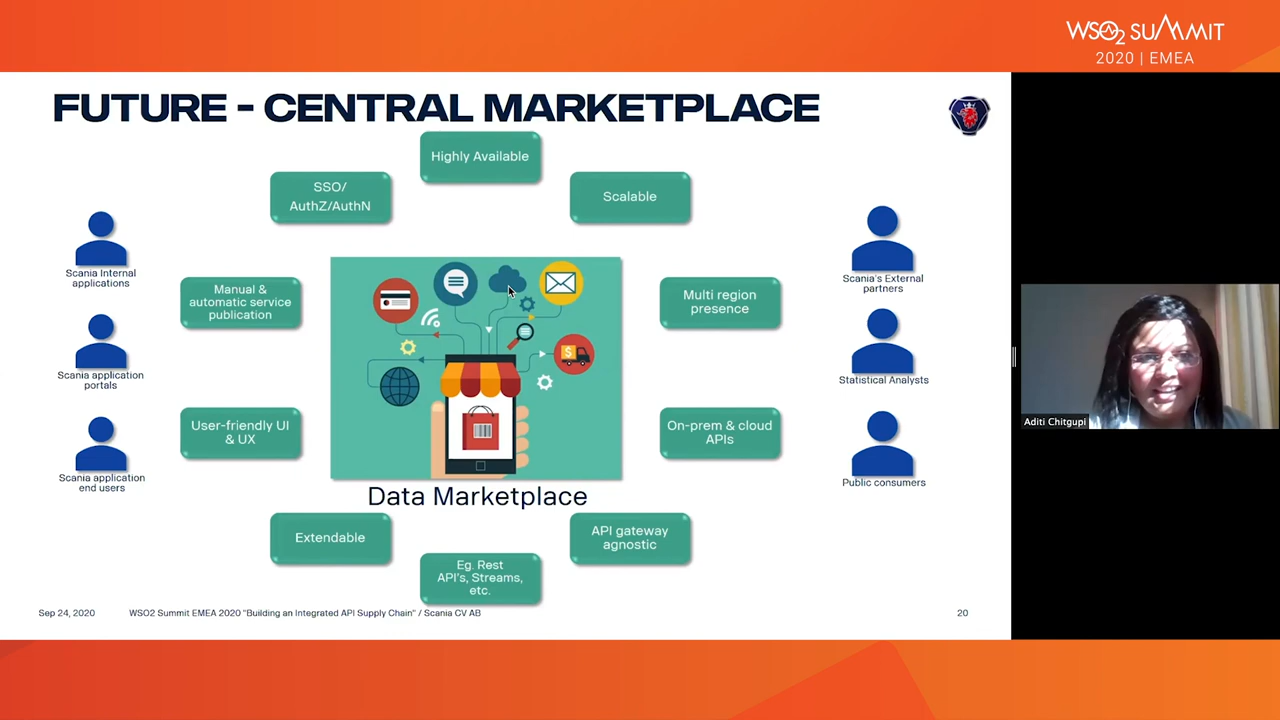 WSO2 SUMMIT
2020 | EMEA
FUTURE - CENTRAL MARKETPLACE
Highly Available
SSO/
AuthZ/AuthN
Scalable
Scania Internal
applications
Manual &
automatic service
publication
Multi region
presence
Scania's External
partners
Scania application
portals
Statistical Analysts
User-friendly UI
& UX
On-prem & cloud
APIs
Scania application
end users
Public consumers
Data Marketplace
Extendable
API gateway
agnostic
Eg. Rest
API's, Streams,
etc.
Sep 24, 2020
WSO2 Summit EMEA 2020 "Building an Integrated API Supply Chain" / Scania CV AB
20
Aditi Chitgupi